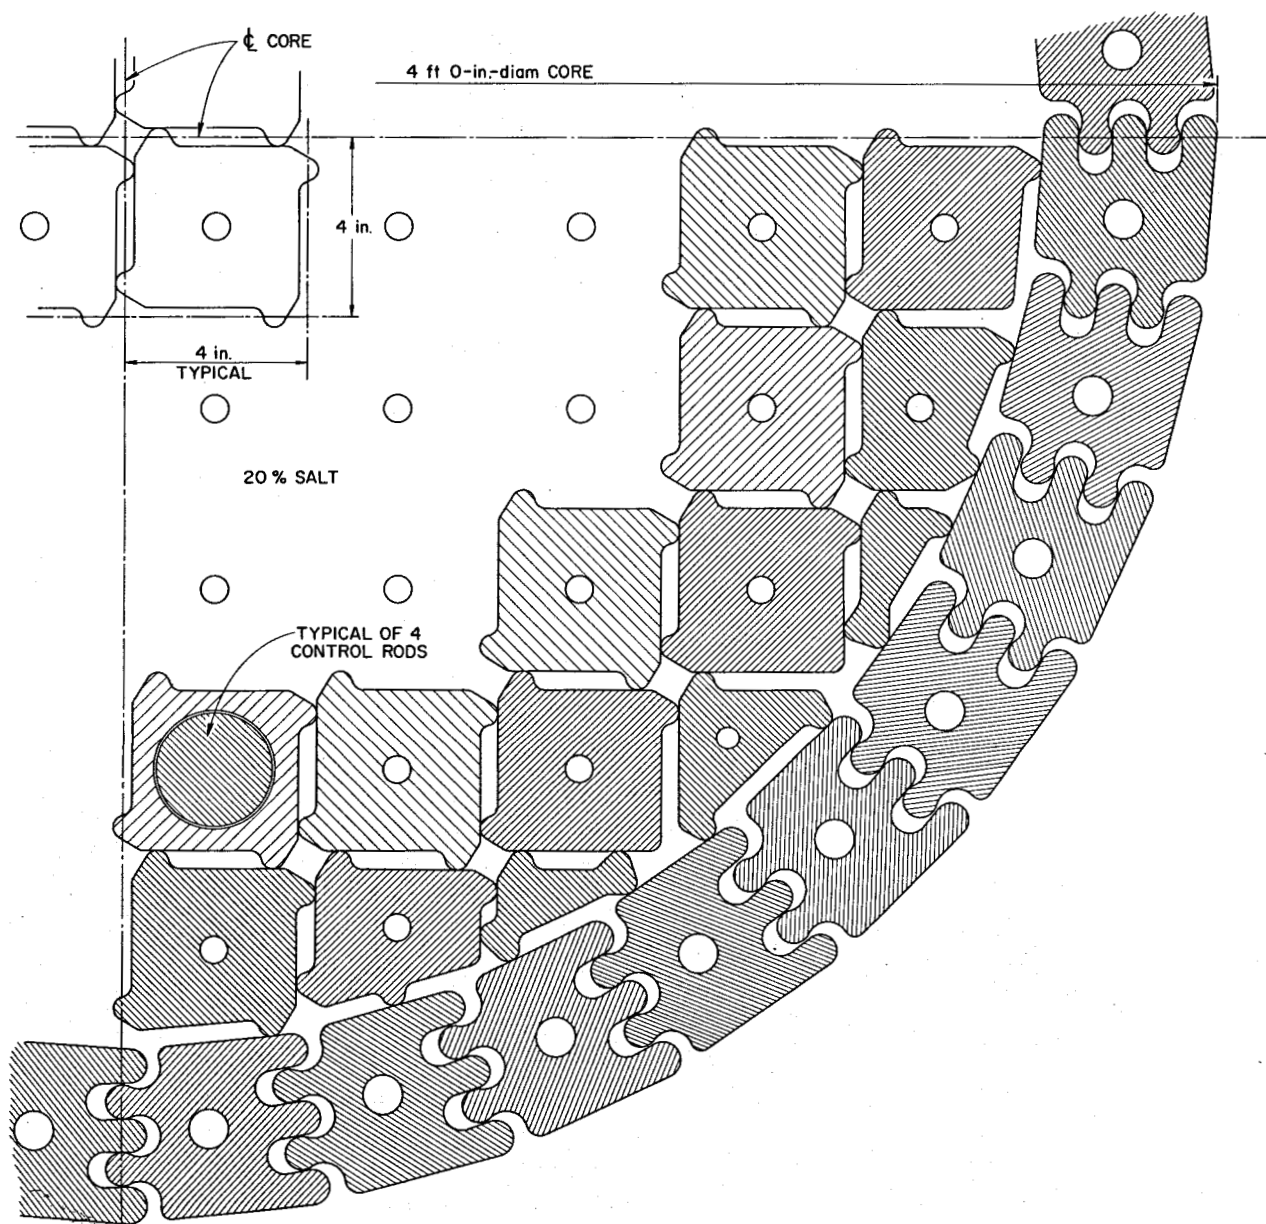 ℄ CORE
4 ft 0-in.-diam CORE
4 in.
4 in.
TYPICAL
20 % SALT
TYPICAL OF 4
CONTROL RODS